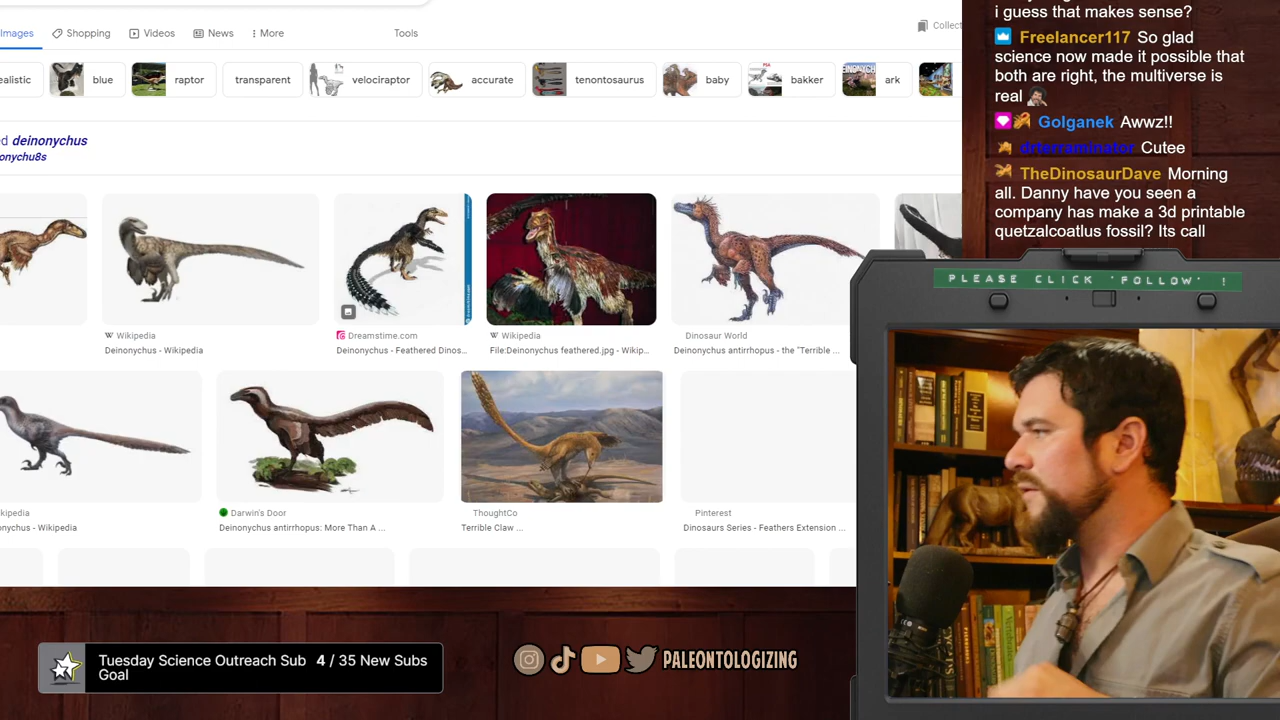 Images
Shopping
Videos
News
More
Tools
Collect
ealistic
blue
raptor
transparent
velociraptor
accurate
tenontosaurus
baby
bakker
ark
ed deinonychus
onychu8s
Wikipedia
Deinonychus - Wikipedia
Dreamstime.com
Deinonychus - Feathered Dinos...
Wikipedia
File:Deinonychus feathered.jpg - Wikip...
Dinosaur World
Deinonychus antirrhopus - the "Terrible ...
kipedia
onychus - Wikipedia
Darwin's Door
Deinonychus antirrhopus: More Than A ...
ThoughtCo
Terrible Claw ...
Pinterest
Dinosaurs Series - Feathers Extension ...
i guess that makes sense?
Freelancer117 So glad
science now made it possible that
both are right, the multiverse is
real
Golganek Awwz!!
drterraminator Cutee
TheDinosaurDave Morning
all. Danny have you seen a
company has make a 3d printable
quetzalcoatlus fossil? Its call
PLEASE CLICK "FOLLOW" !
Tuesday Science Outreach Sub 4 / 35 New Subs
Goal
PALEONTOLOGIZING